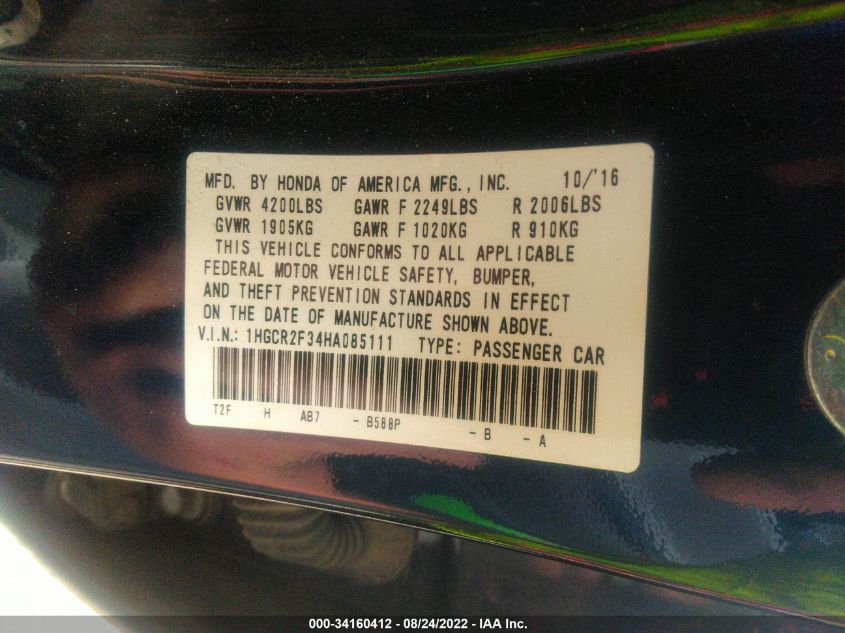 MFD. BY HONDA OF AMERICA MFG., INC. 10/'16
GVWR 4200LBS GAWR F 2249LBS R 2006LBS
GVWR 1905KG GAWR F 1020KG R 910KG
THIS VEHICLE CONFORMS TO ALL APPLICABLE
FEDERAL MOTOR VEHICLE SAFETY, BUMPER,
AND THEFT PREVENTION STANDARDS IN EFFECT
ON THE DATE OF MANUFACTURE SHOWN ABOVE.
V.I.N.: 1HGCR2F34HA085111 TYPE: PASSENGER CAR
T2F H AB7 - B588P - B - A
000-34160412 - 08/24/2022 - IAA Inc.